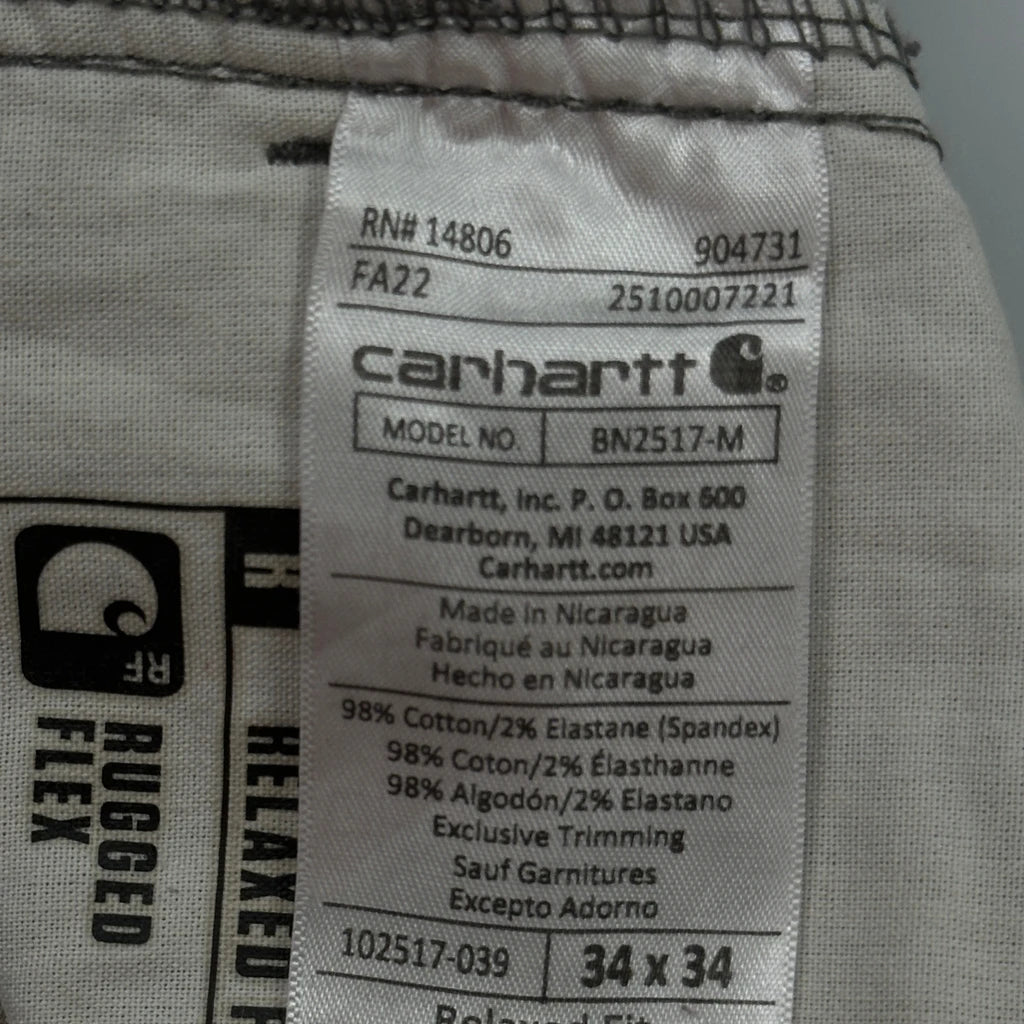 RN# 14806 904731
FA22 2510007221
carhartt ®
MODEL NO. BN2517-M
Carhartt, Inc. P. O. Box 600
Dearborn, MI 48121 USA
Carhartt.com
Made in Nicaragua
Fabriqué au Nicaragua
Hecho en Nicaragua
98% Cotton/2% Elastane (Spandex)
98% Coton/2% Élasthanne
98% Algodón/2% Elastano
Exclusive Trimming
Sauf Garnitures
Excepto Adorno
102517-039 34 x 34
Relaxed Fit
RF
RUGGED
FLEX
RELAXED